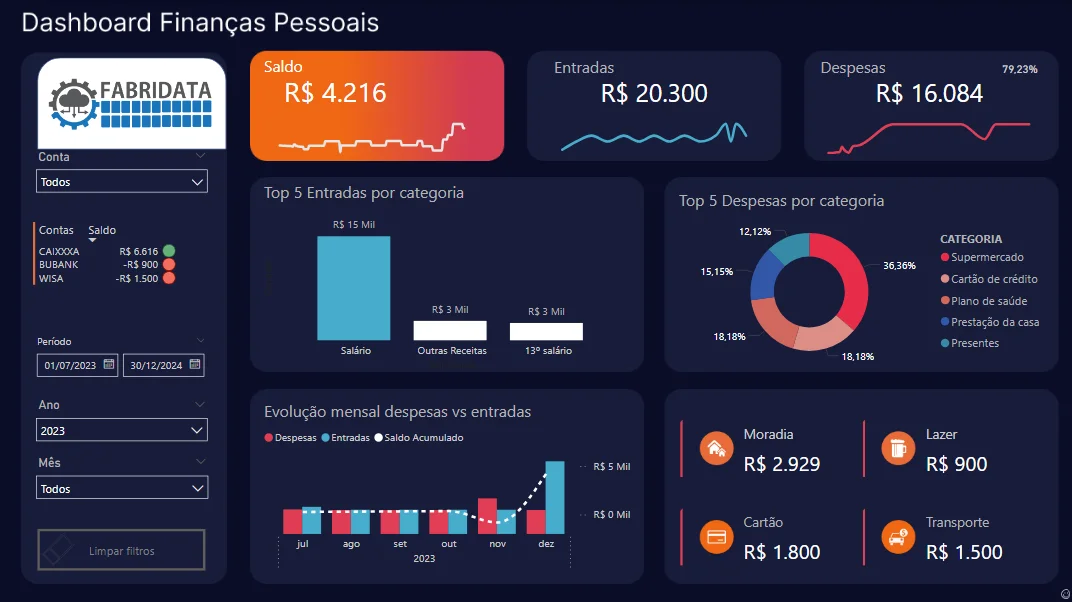 Dashboard Finanças Pessoais
FABRIDATA
Conta
Todos
Contas Saldo
CAIXXXA R$ 6.616
BUBANK -R$ 900
WISA -R$ 1.500
Período
01/07/2023 30/12/2024
Ano
2023
Mês
Todos
Limpar filtros
Saldo
R$ 4.216
Entradas
R$ 20.300
Despesas 79,23%
R$ 16.084
Top 5 Entradas por categoria
R$ 15 Mil
R$ 3 Mil R$ 3 Mil
Salário Outras Receitas 13º salário
Top 5 Despesas por categoria
12,12%
36,36%
15,15%
18,18%
18,18%
CATEGORIA
Supermercado
Cartão de crédito
Plano de saúde
Prestação da casa
Presentes
Evolução mensal despesas vs entradas
Despesas Entradas Saldo Acumulado
R$ 5 Mil
R$ 0 Mil
jul ago set out nov dez
2023
Moradia
R$ 2.929
Lazer
R$ 900
Cartão
R$ 1.800
Transporte
R$ 1.500